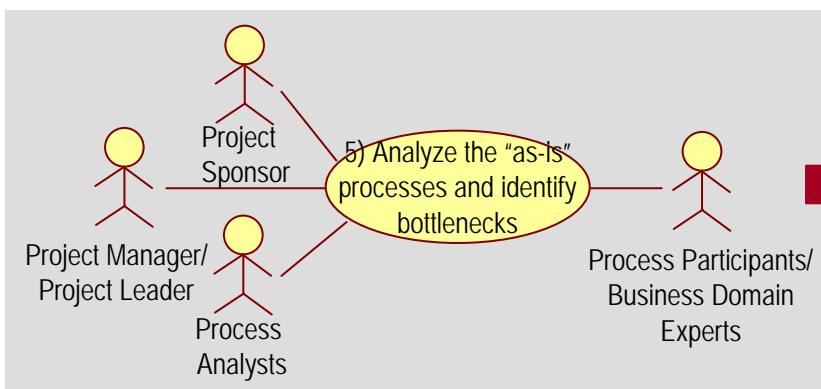 Project
Sponsor
5) Analyze the “as-is”
processes and identify
bottlenecks
Project Manager/
Project Leader
Process
Analysts
Process Participants/
Business Domain
Experts